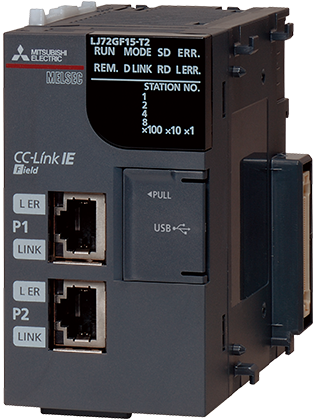 MITSUBISHI
ELECTRIC
MELSEC
LJ72GF15-T2
RUN MODE SD ERR.
REM. D LINK RD L ERR.
STATION NO.
1
2
4
8
×100 ×10 ×1
CC-Link IE
Field
◄PULL
USB
L ER
P1
LINK
L ER
P2
LINK